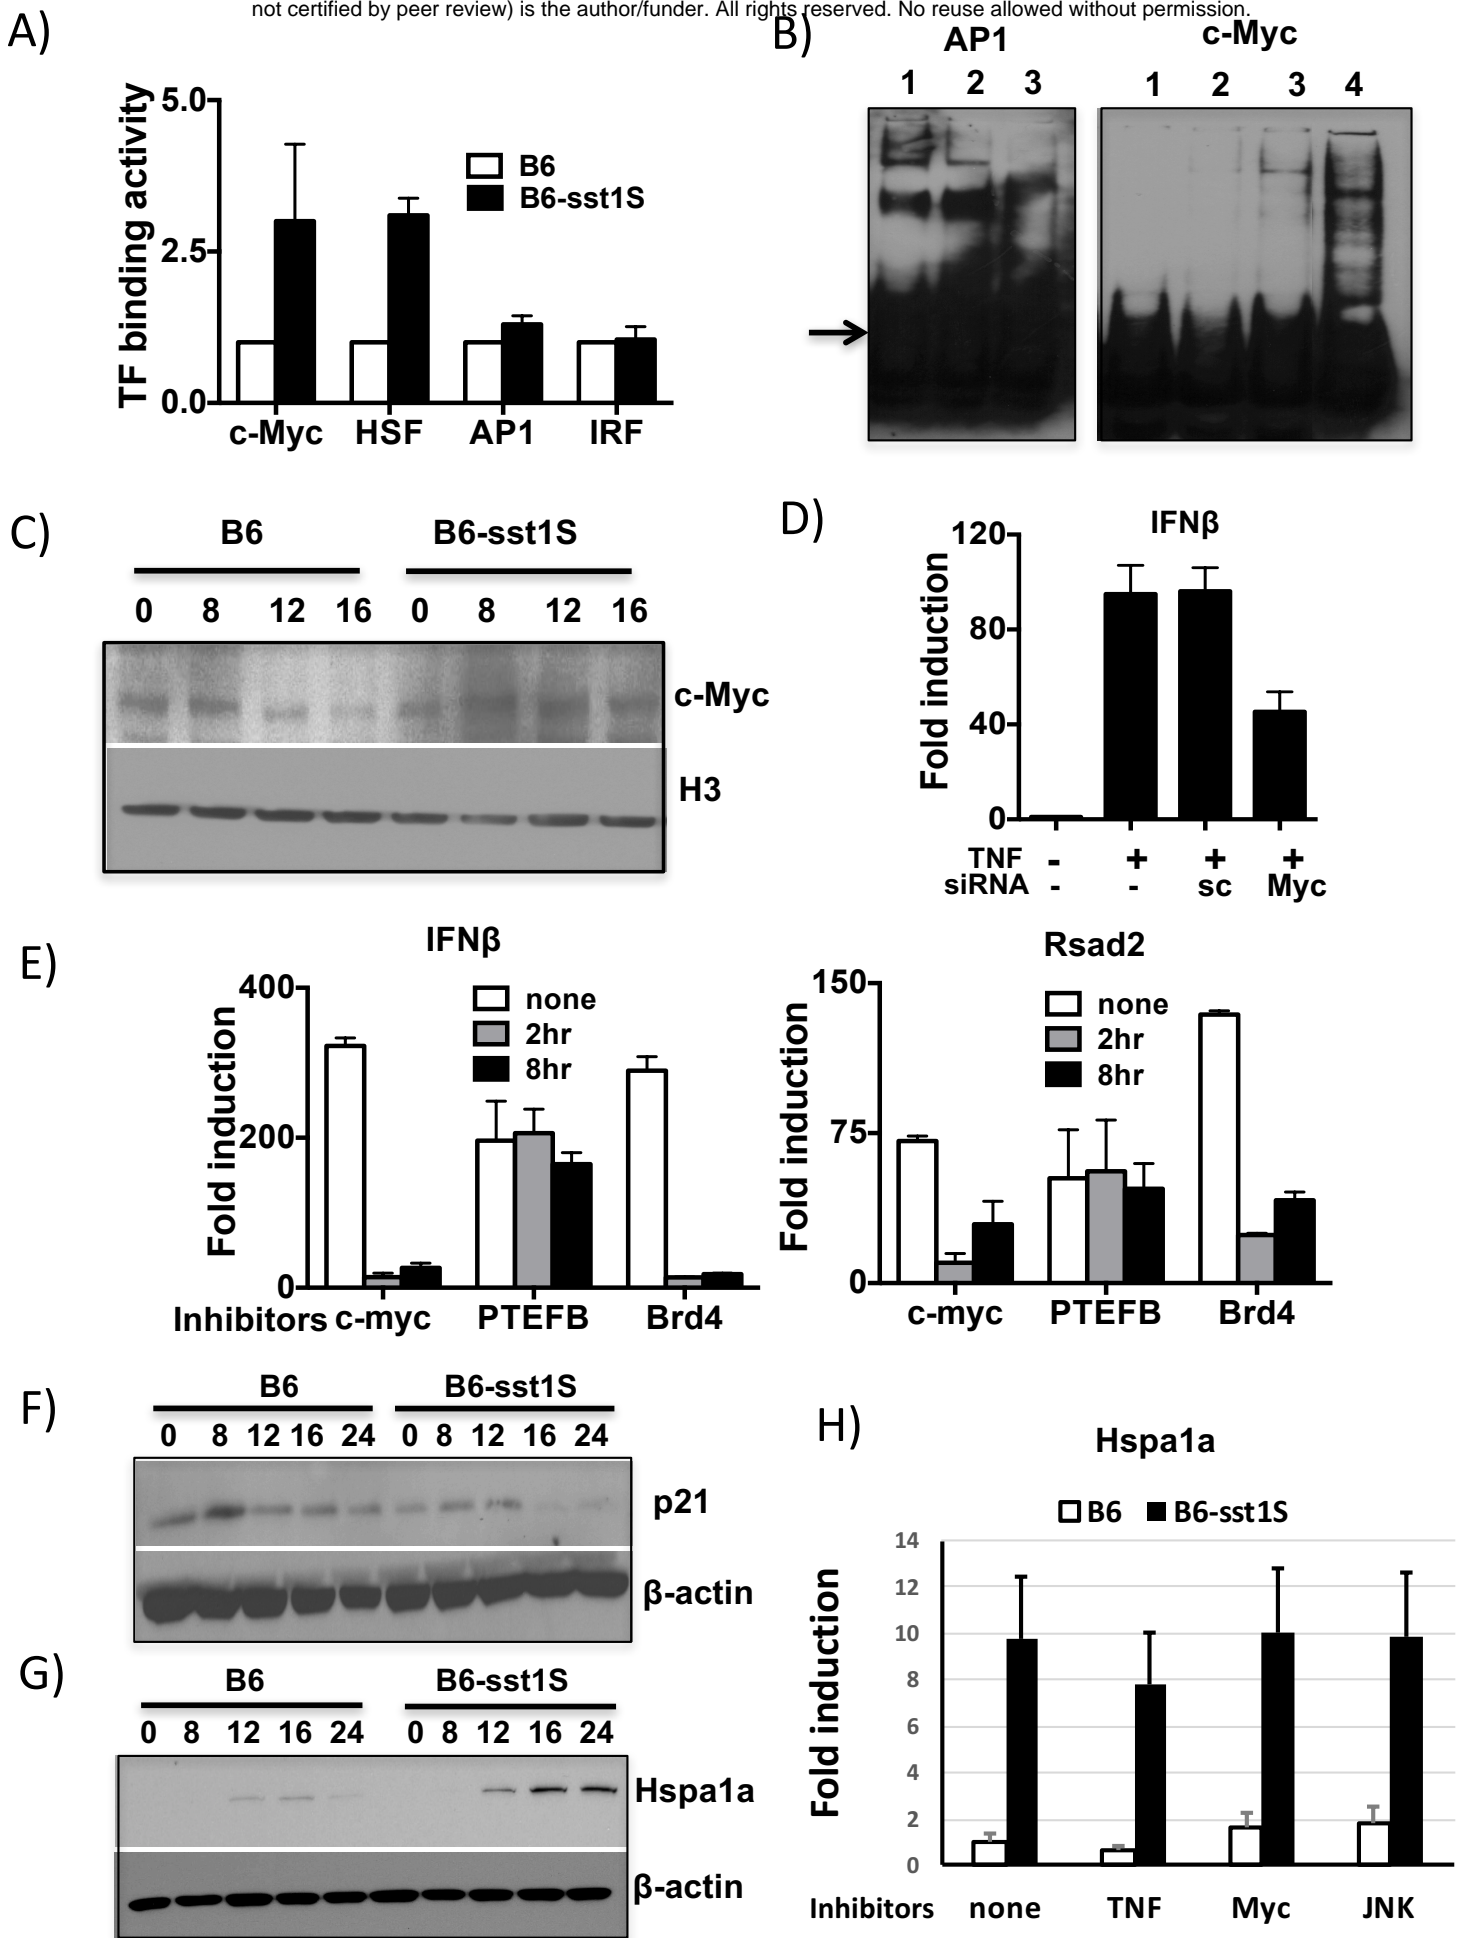 not certified by peer review) is the author/funder. All rights reserved. No reuse allowed without permission.
A)
TF binding activity
5.0
2.5
0.0
B6
B6-sst1S
c-Myc HSF AP1 IRF
B)
AP1
1 2 3
c-Myc
1 2 3 4
C)
B6 B6-sst1S
0 8 12 16 0 8 12 16
c-Myc
H3
D)
IFNβ
Fold induction
120
80
40
0
TNF - + + +
siRNA - - sc Myc
E)
IFNβ
Fold induction
400
200
0
none
2hr
8hr
Inhibitors c-myc PTEFB Brd4
Rsad2
Fold induction
150
75
0
none
2hr
8hr
c-myc PTEFB Brd4
F)
B6 B6-sst1S
0 8 12 16 24 0 8 12 16 24
p21
β-actin
G)
B6 B6-sst1S
0 8 12 16 24 0 8 12 16 24
Hspa1a
β-actin
H)
Hspa1a
B6 B6-sst1S
Fold induction
14
12
10
8
6
4
2
0
Inhibitors none TNF Myc JNK